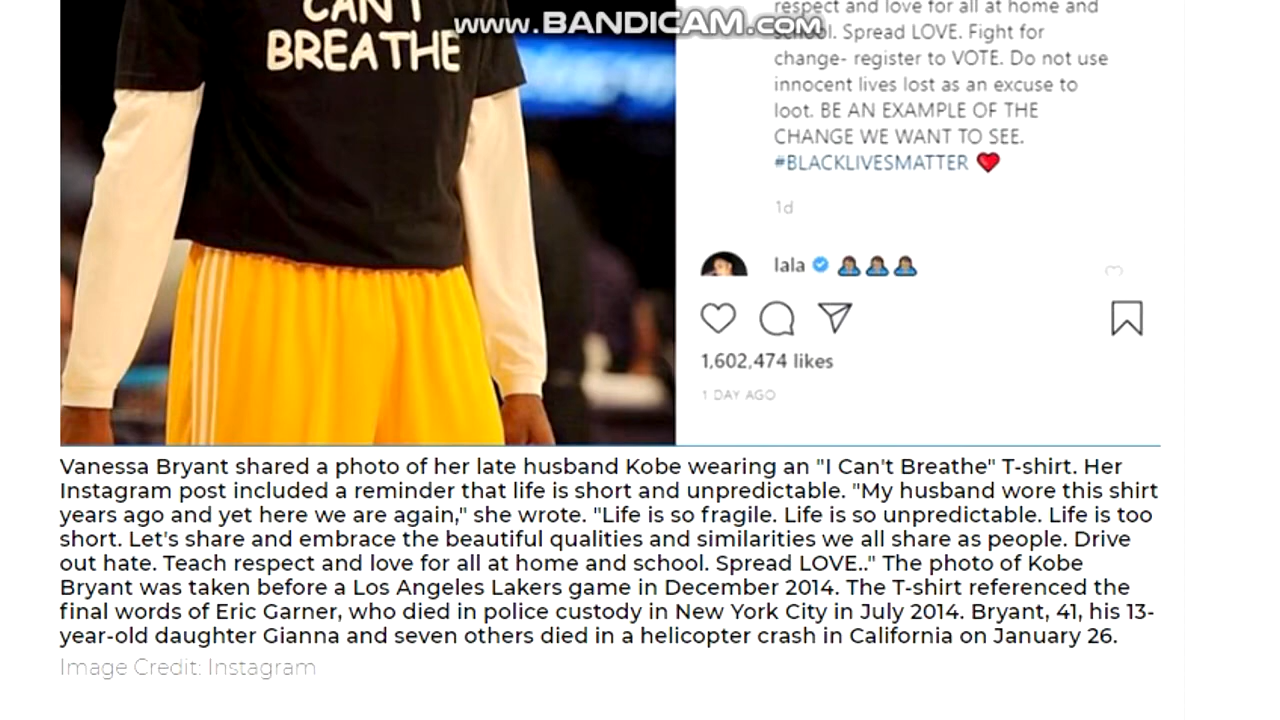 CAN'T
BREATHE
www.BANDICAM.com
respect and love for all at home and
school. Spread LOVE. Fight for
change- register to VOTE. Do not use
innocent lives lost as an excuse to
loot. BE AN EXAMPLE OF THE
CHANGE WE WANT TO SEE.
#BLACKLIVESMATTER
1d
lala
1,602,474 likes
1 DAY AGO
Vanessa Bryant shared a photo of her late husband Kobe wearing an "I Can't Breathe" T-shirt. Her
Instagram post included a reminder that life is short and unpredictable. "My husband wore this shirt
years ago and yet here we are again," she wrote. "Life is so fragile. Life is so unpredictable. Life is too
short. Let's share and embrace the beautiful qualities and similarities we all share as people. Drive
out hate. Teach respect and love for all at home and school. Spread LOVE.." The photo of Kobe
Bryant was taken before a Los Angeles Lakers game in December 2014. The T-shirt referenced the
final words of Eric Garner, who died in police custody in New York City in July 2014. Bryant, 41, his 13-
year-old daughter Gianna and seven others died in a helicopter crash in California on January 26.
Image Credit: Instagram